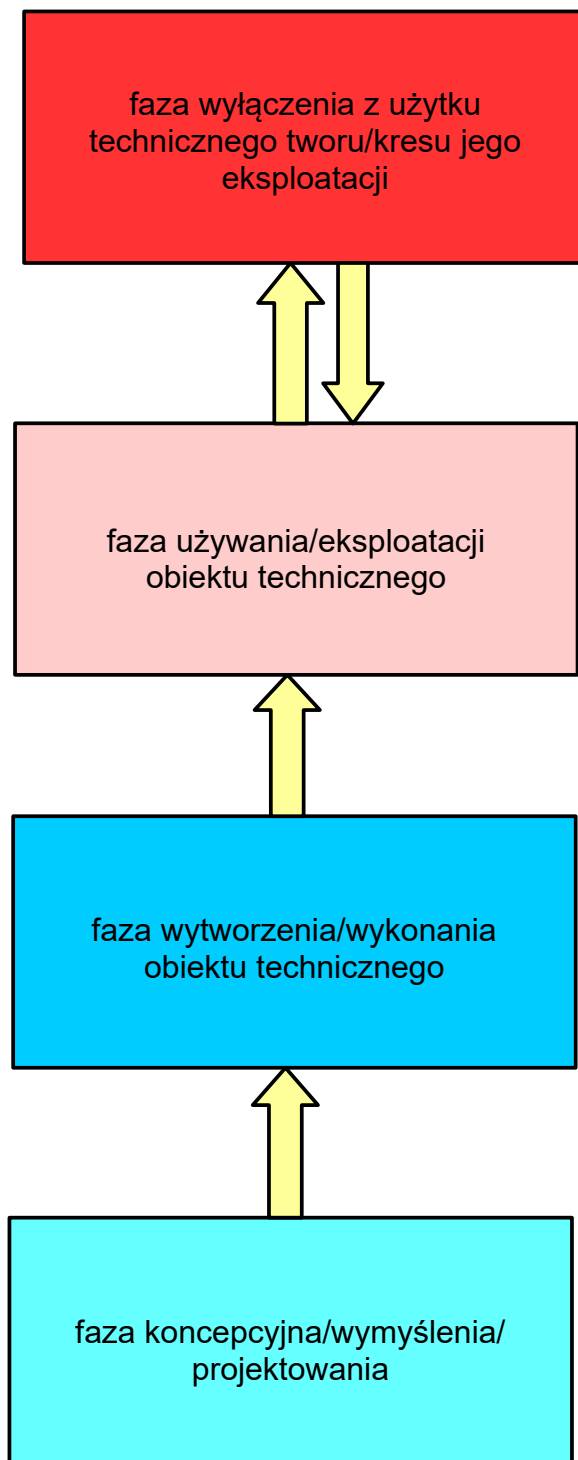 faza wyłączenia z użytku
technicznego tworu/kresu jego
eksploatacji
faza używania/eksploatacji
obiektu technicznego
faza wytworzenia/wykonania
obiektu technicznego
faza koncepcyjna/wymyślenia/
projektowania